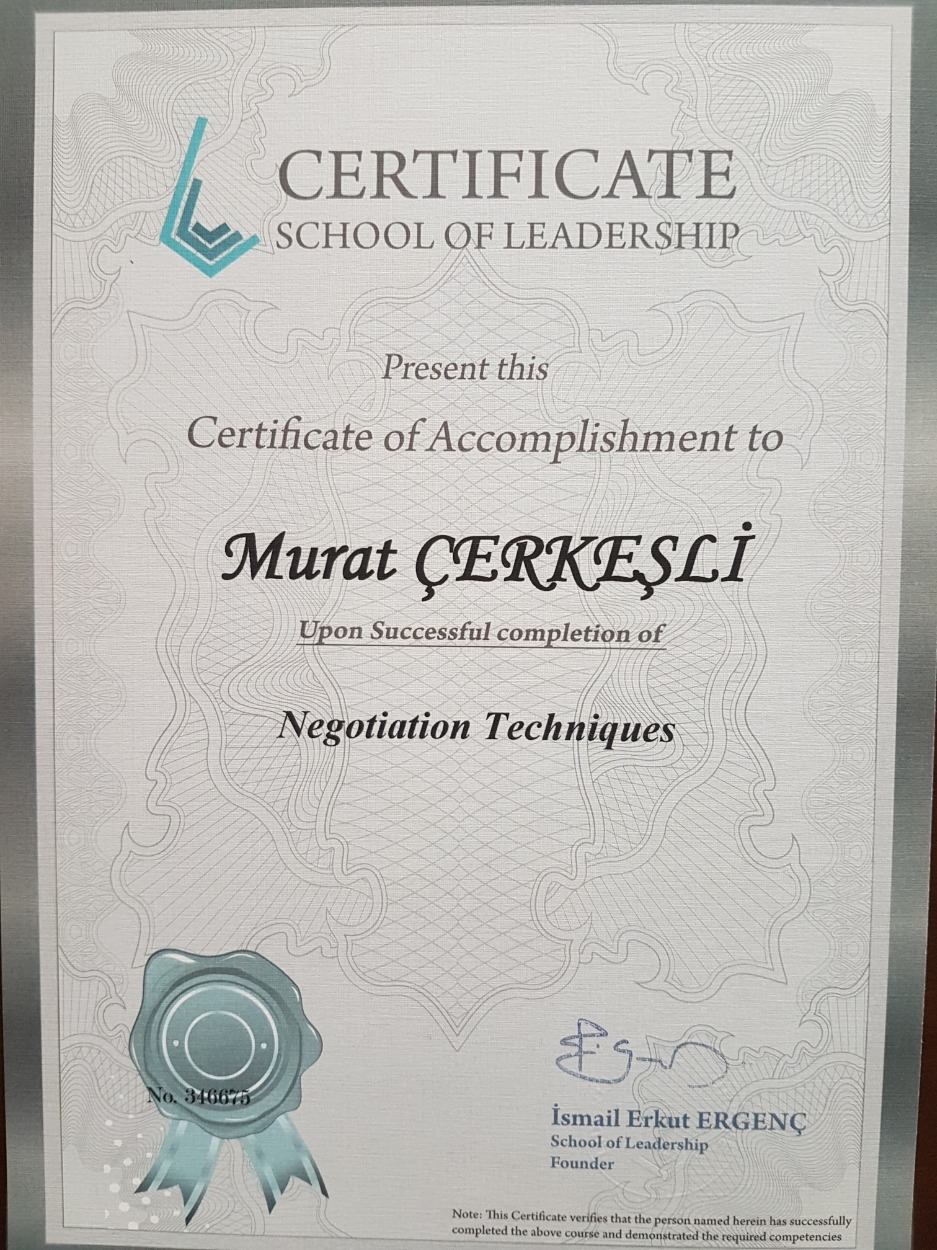 CERTIFICATE
SCHOOL OF LEADERSHIP
Present this
Certificate of Accomplishment to
Murat ÇERKEŞLİ
Upon Successful completion of
Negotiation Techniques
No. 346675
İsmail Erkut ERGENÇ
School of Leadership
Founder
Note: This Certificate verifies that the person named herein has successfully
completed the above course and demonstrated the required competencies